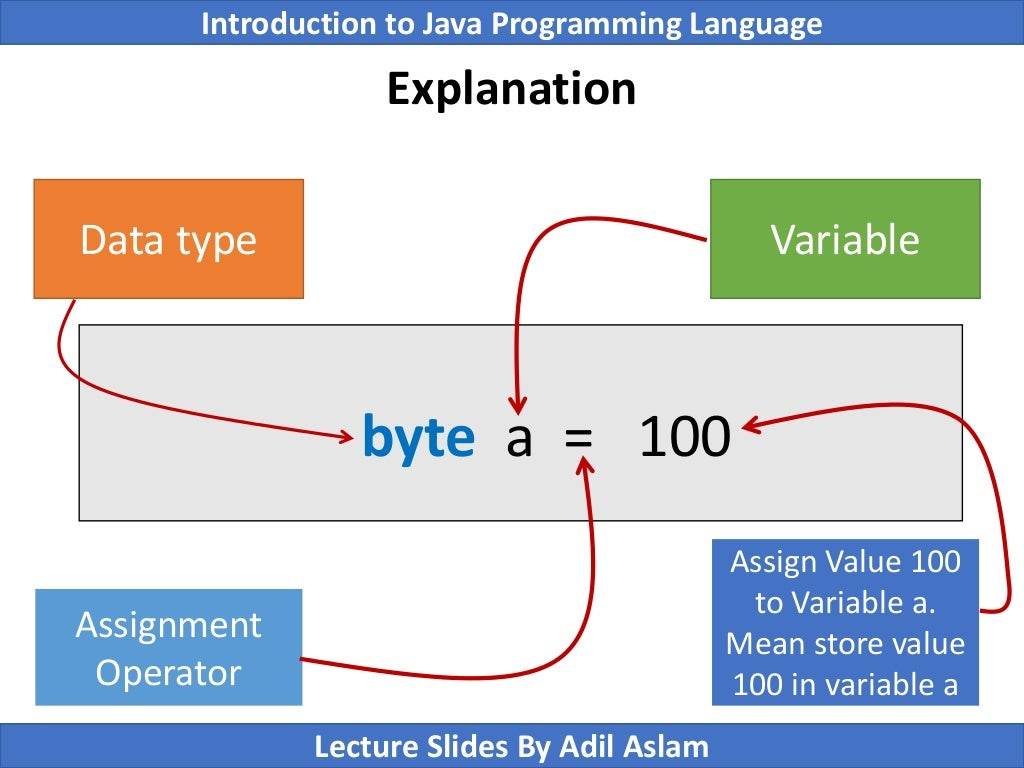 Introduction to Java Programming Language
Explanation
Data type
Variable
byte a = 100
Assignment
Operator
Assign Value 100
to Variable a.
Mean store value
100 in variable a
Lecture Slides By Adil Aslam